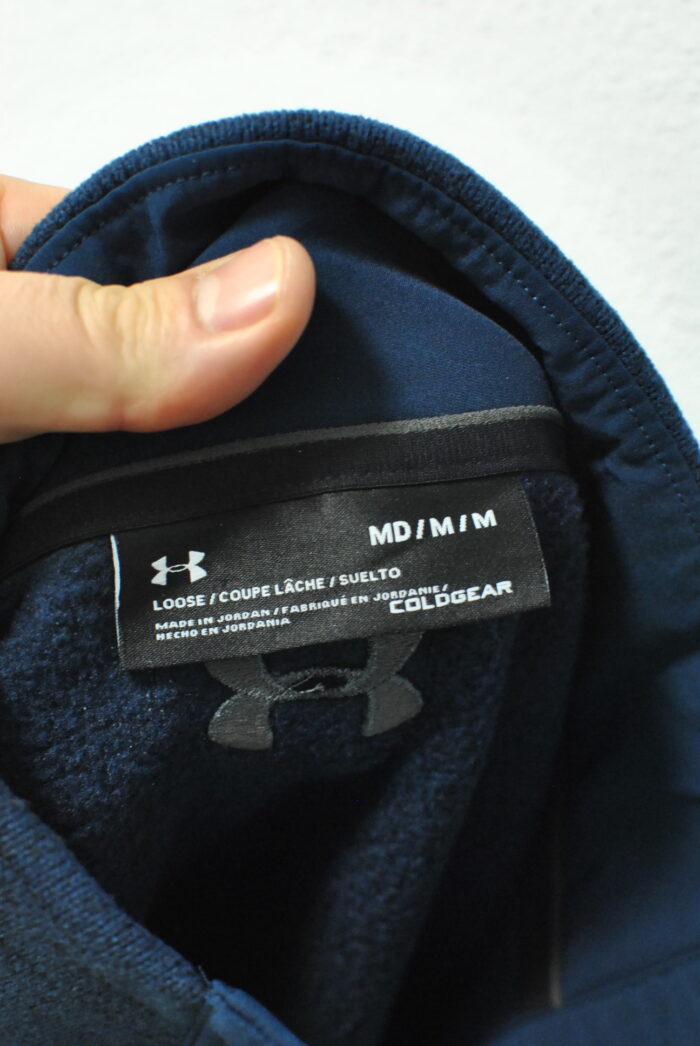 MD / M / M
LOOSE / COUPE LÂCHE / SUELTO
MADE IN JORDAN / FABRIQUÉ EN JORDANIE /
HECHO EN JORDANIA
COLDGEAR